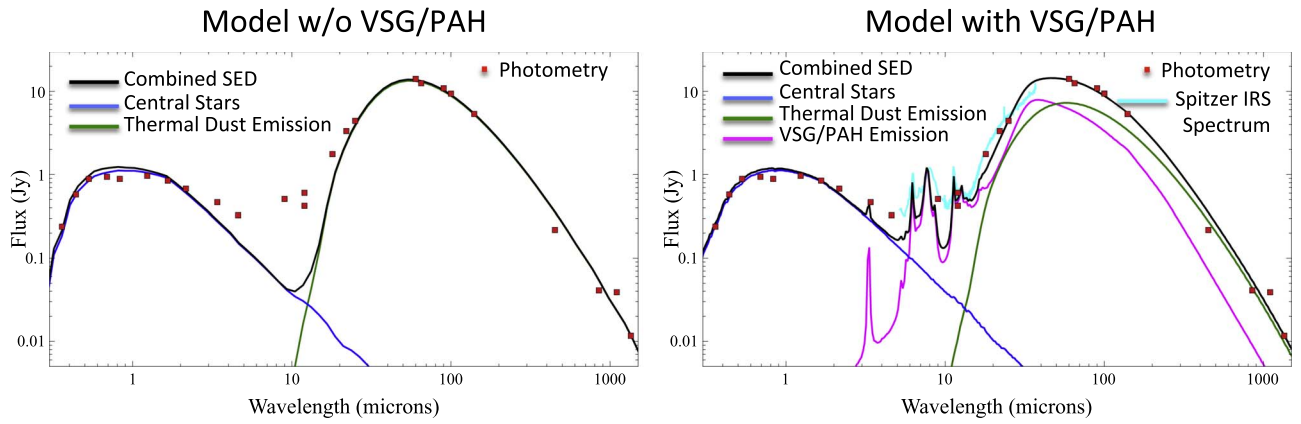 Model w/o VSG/PAH
Combined SED
Central Stars
Thermal Dust Emission
Photometry
10
1
0.1
0.01
Flux (Jy)
1
10
100
1000
Wavelength (microns)
Model with VSG/PAH
Combined SED
Central Stars
Thermal Dust Emission
VSG/PAH Emission
Photometry
Spitzer IRS
Spectrum
10
1
0.1
0.01
Flux (Jy)
1
10
100
1000
Wavelength (microns)